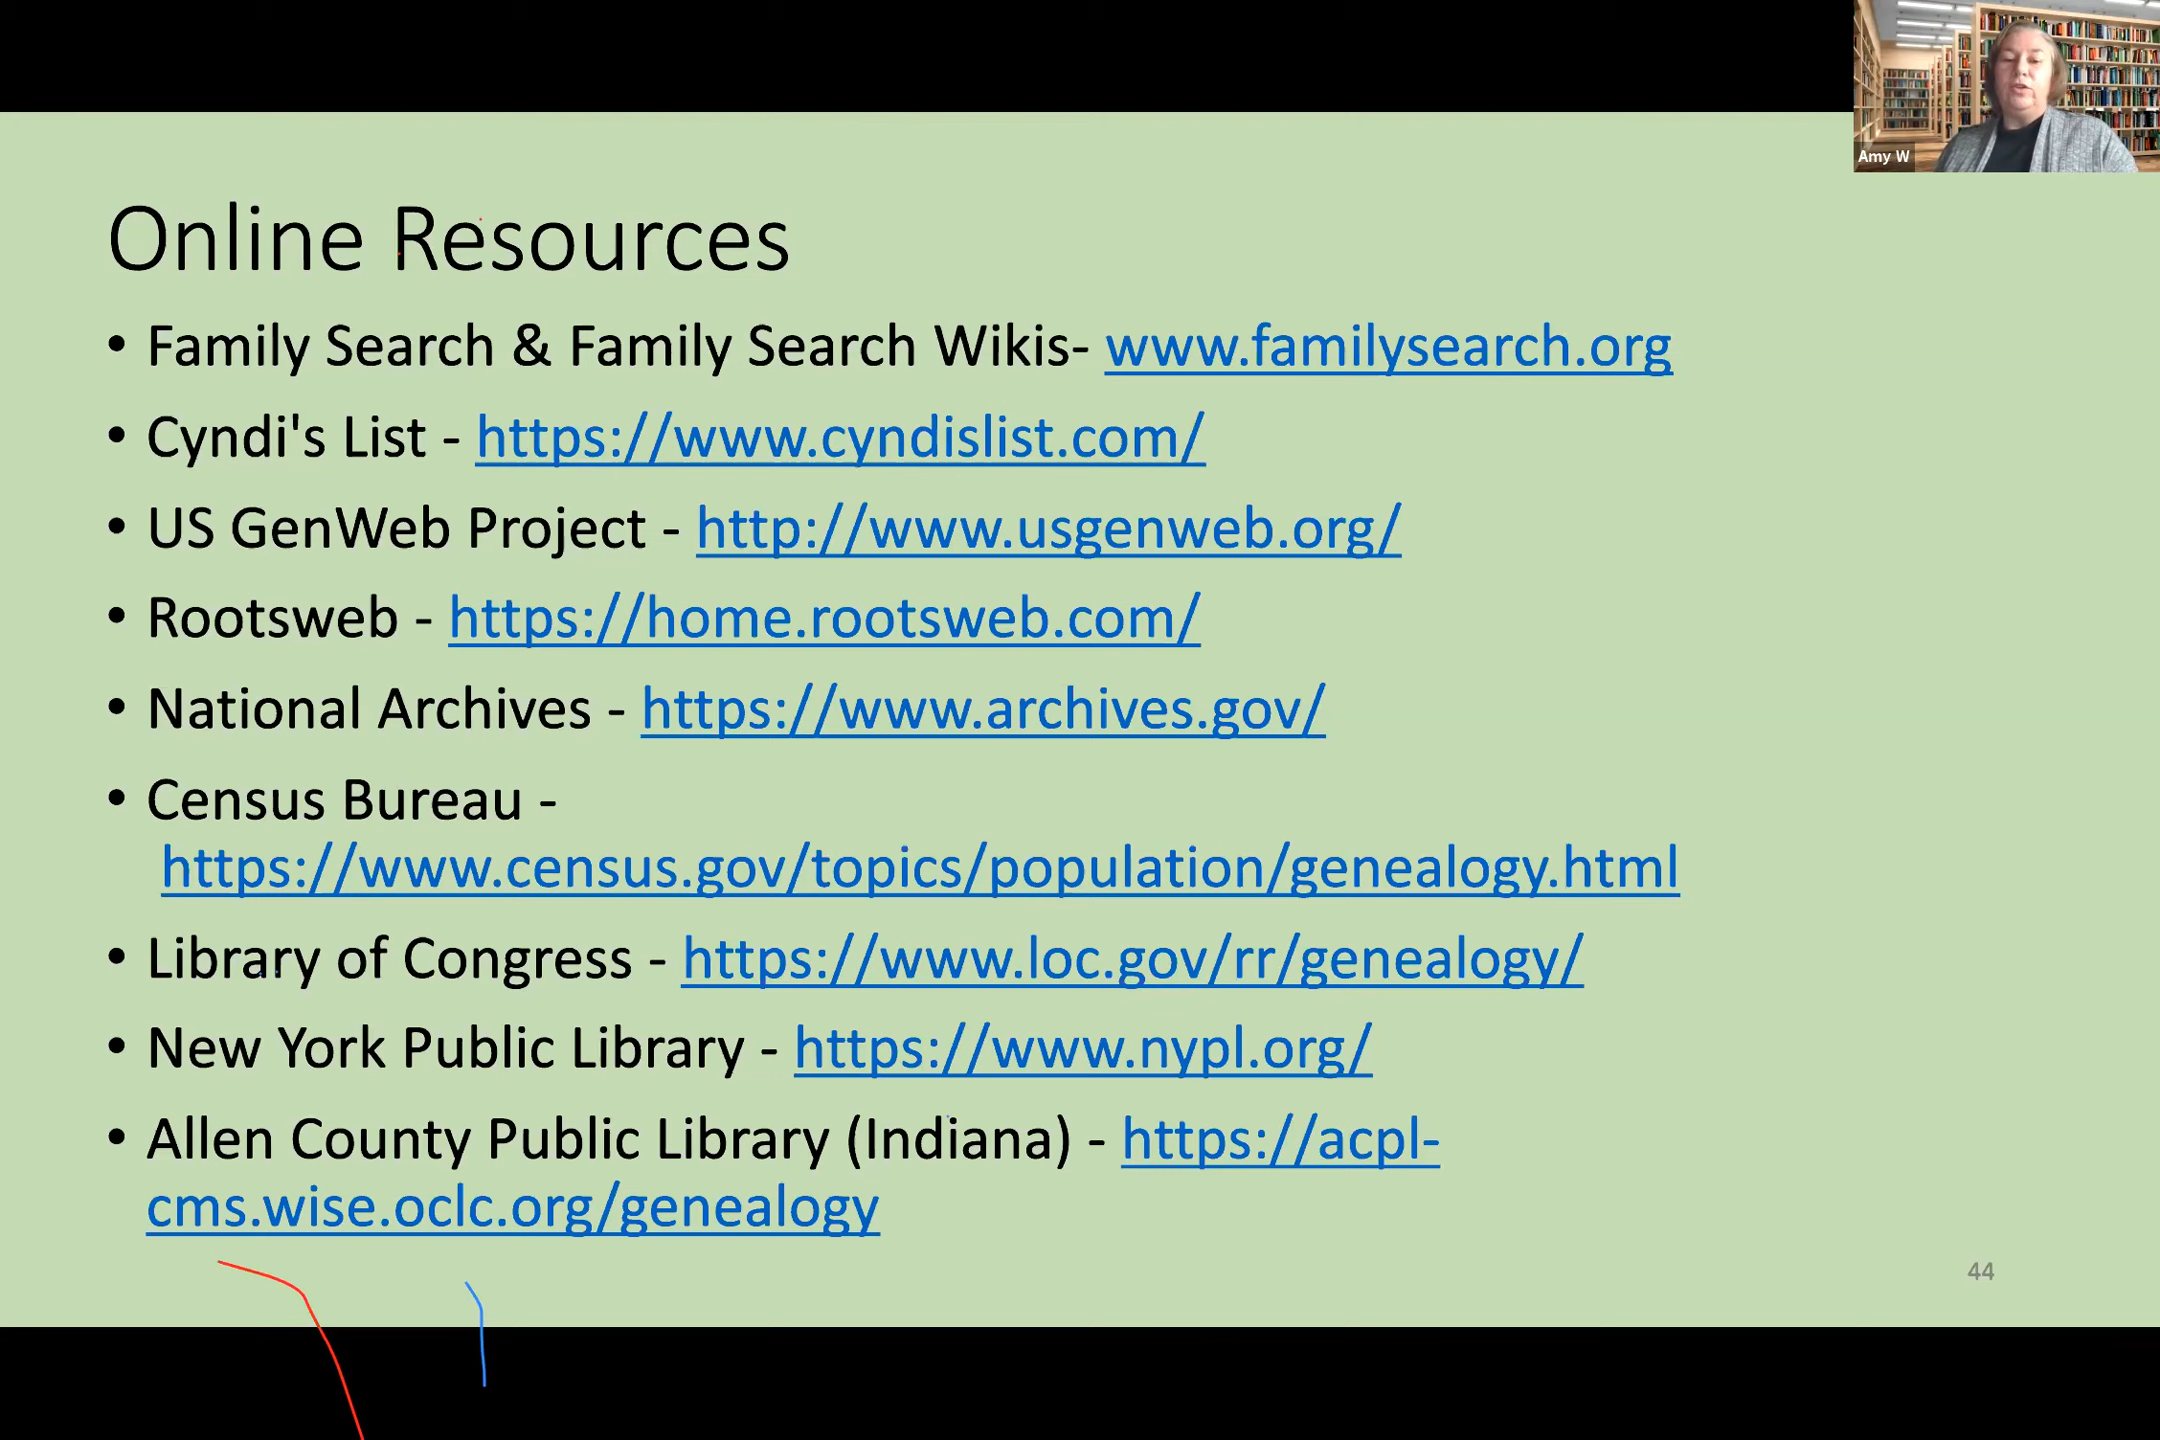 Amy W
Online Resources
• Family Search & Family Search Wikis- www.familysearch.org
• Cyndi's List - https://www.cyndislist.com/
• US GenWeb Project - http://www.usgenweb.org/
• Rootsweb - https://home.rootsweb.com/
• National Archives - https://www.archives.gov/
• Census Bureau -
https://www.census.gov/topics/population/genealogy.html
• Library of Congress - https://www.loc.gov/rr/genealogy/
• New York Public Library - https://www.nypl.org/
• Allen County Public Library (Indiana) - https://acpl-
cms.wise.oclc.org/genealogy
44